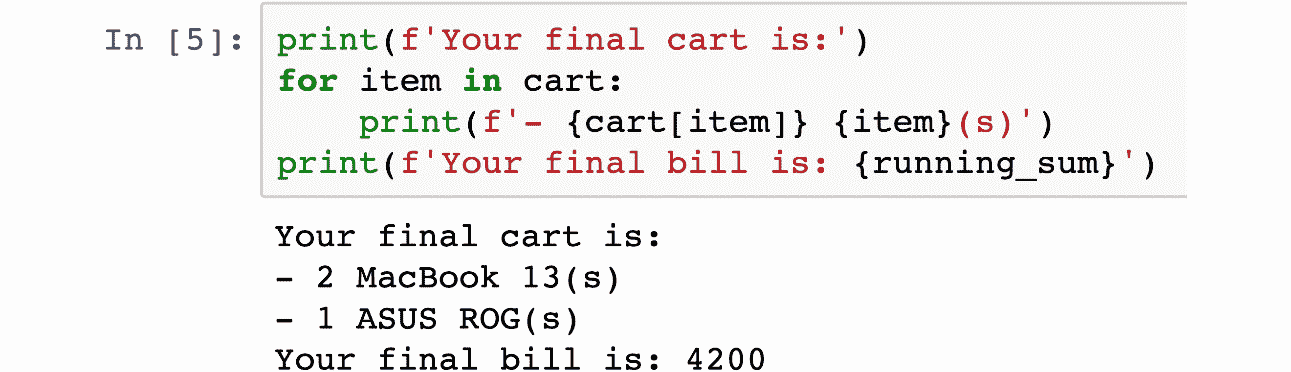 In [5]: print(f'Your final cart is:')
for item in cart:
    print(f'- {cart[item]} {item}(s)')
print(f'Your final bill is: {running_sum}')
Your final cart is:
- 2 MacBook 13(s)
- 1 ASUS ROG(s)
Your final bill is: 4200